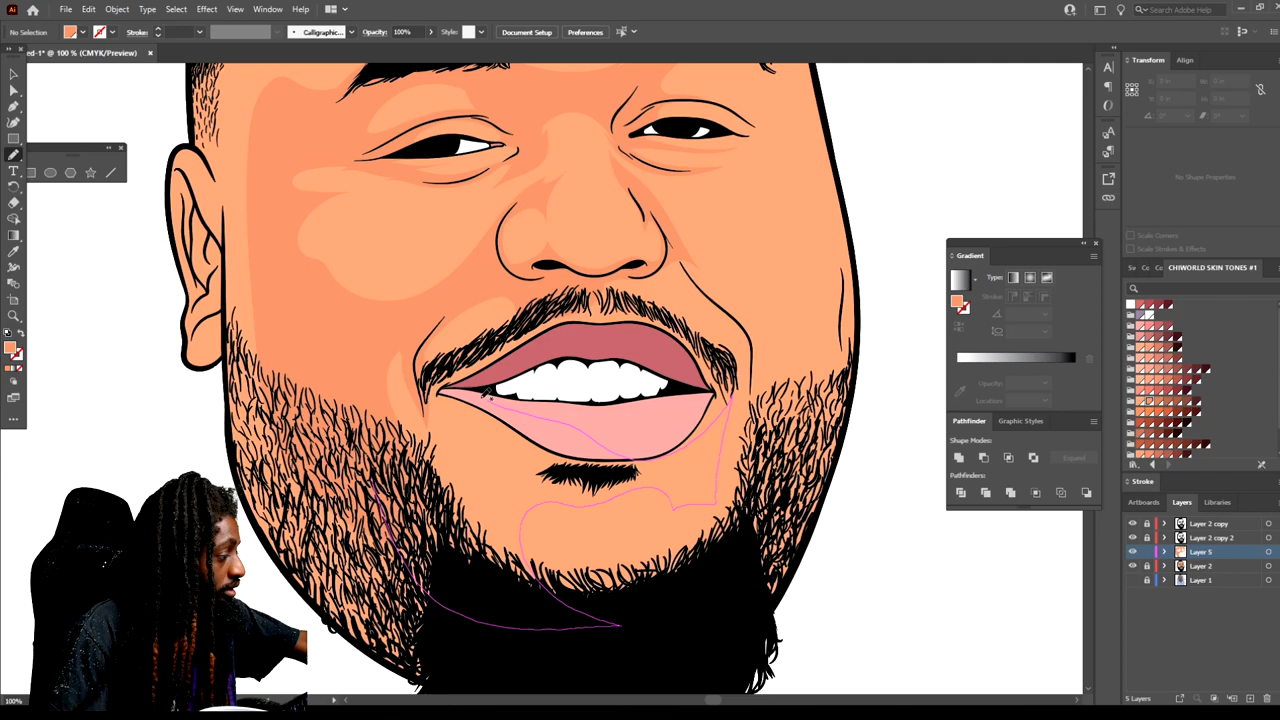 Ai File Edit Object Type Select Effect View Window Help
Search Adobe Help
No Selection Stroke: Calligraphic... Opacity: 100% Style: Document Setup Preferences
ed-1* @ 100 % (CMYK/Preview) ×
Transform Align
No Shape Properties
Scale Corners
Scale Strokes & Effects
Sw Co Co CHIWORLD SKIN TONES #1
Gradient
Type:
Stroke:
Opacity:
Location:
Pathfinder Graphic Styles
Shape Modes:
Expand
Pathfinders:
Stroke
Artboards Layers Libraries
Layer 2 copy
Layer 2 copy 2
Layer 5
Layer 2
Layer 1
5 Layers
100%